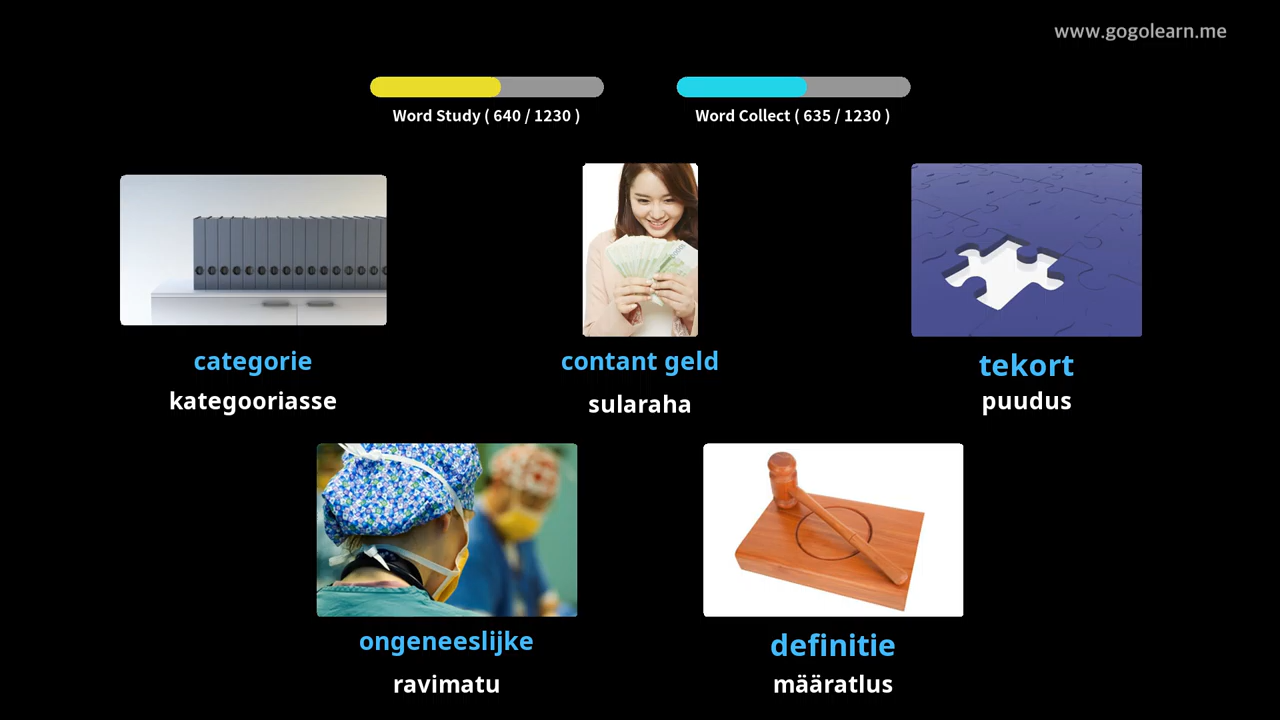 www.gogolearn.me
Word Study ( 640 / 1230 )
Word Collect ( 635 / 1230 )
categorie
kategooriasse
contant geld
sularaha
tekort
puudus
ongeneeslijke
ravimatu
definitie
määratlus